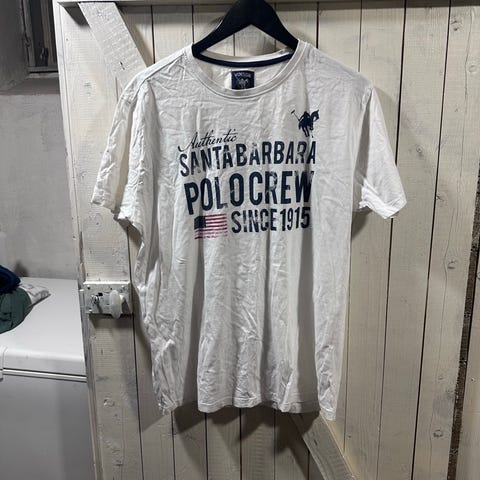 Authentic
SANTA BARBARA
POLO CREW
SINCE 1915